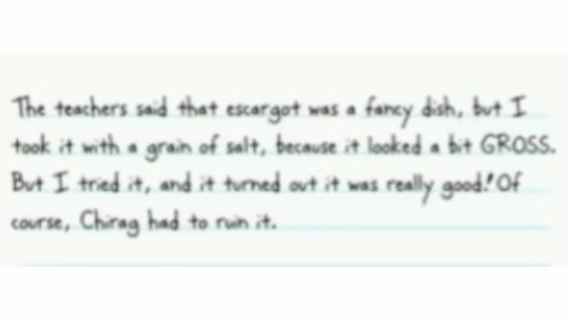 The teachers said that escargot was a fancy dish, but I
took it with a grain of salt, because it looked a bit GROSS.
But I tried it, and it turned out it was really good! Of
course, Chirag had to ruin it.